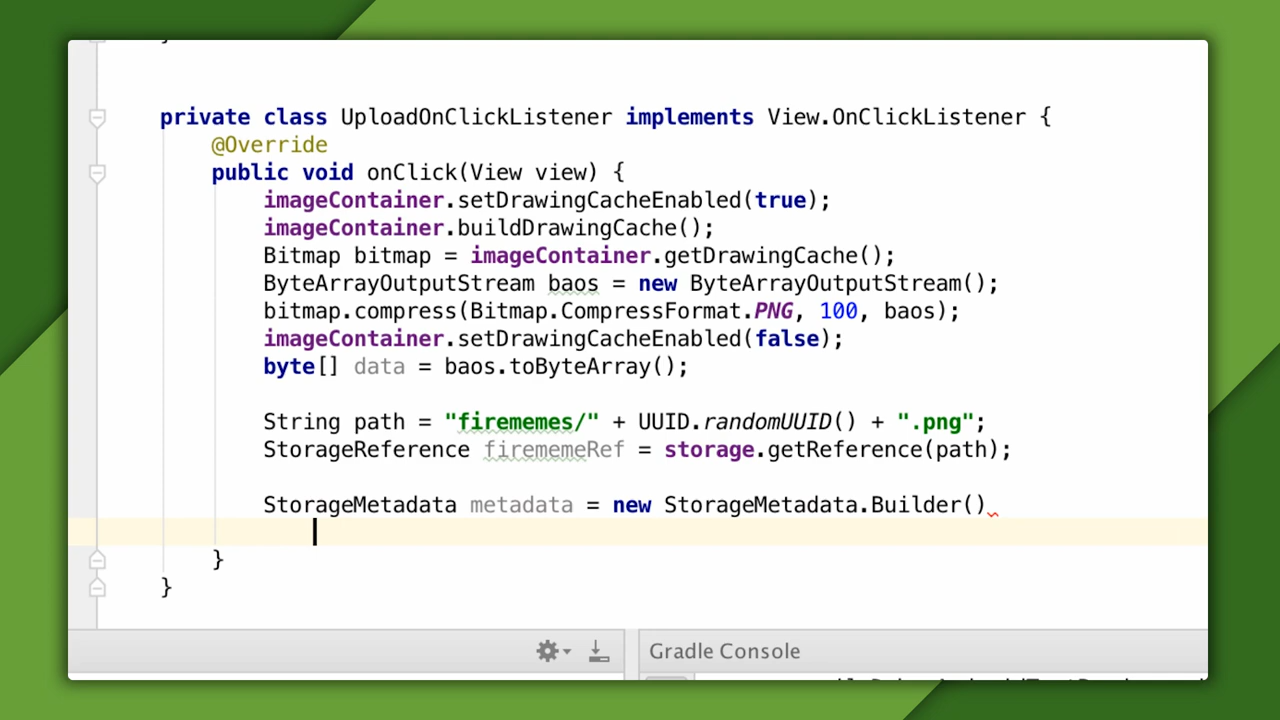 private class UploadOnClickListener implements View.OnClickListener {
@Override
public void onClick(View view) {
imageContainer.setDrawingCacheEnabled(true);
imageContainer.buildDrawingCache();
Bitmap bitmap = imageContainer.getDrawingCache();
ByteArrayOutputStream baos = new ByteArrayOutputStream();
bitmap.compress(Bitmap.CompressFormat.PNG, 100, baos);
imageContainer.setDrawingCacheEnabled(false);
byte[] data = baos.toByteArray();
String path = "firememes/" + UUID.randomUUID() + ".png";
StorageReference firememeRef = storage.getReference(path);
StorageMetadata metadata = new StorageMetadata.Builder()
}
}
Gradle Console